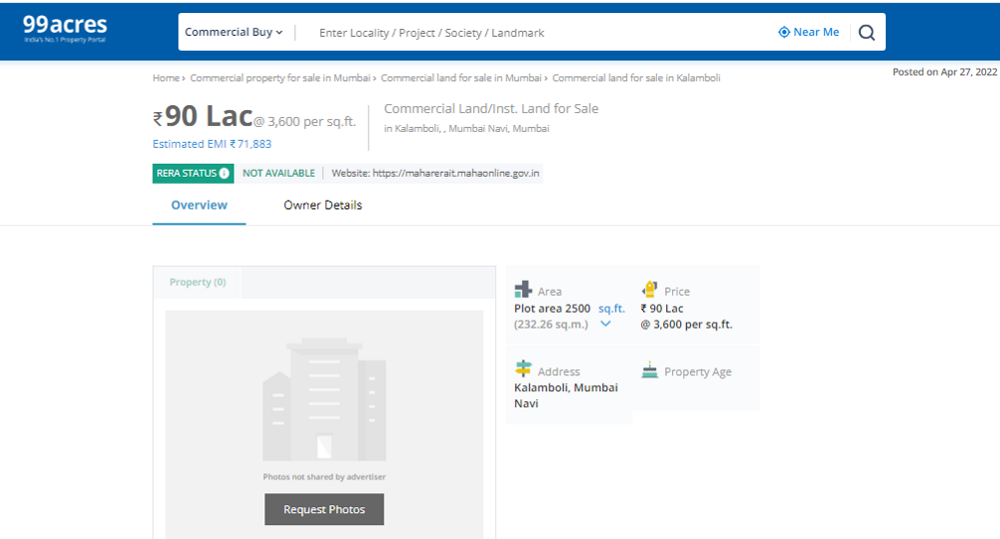 99acres
India's No.1 Property Portal
Commercial Buy
Enter Locality / Project / Society / Landmark
Near Me
Home › Commercial property for sale in Mumbai › Commercial land for sale in Mumbai › Commercial land for sale in Kalamboli
Posted on Apr 27, 2022
₹90 Lac @ 3,600 per sq.ft.
Estimated EMI ₹71,883
Commercial Land/Inst. Land for Sale
in Kalamboli, , Mumbai Navi, Mumbai
RERA STATUS i NOT AVAILABLE | Website: https://maharerait.mahaonline.gov.in
Overview
Owner Details
Property (0)
Photos not shared by advertiser
Request Photos
Area
Plot area 2500 sq.ft.
(232.26 sq.m.)
Price
₹ 90 Lac
@ 3,600 per sq.ft.
Address
Kalamboli, Mumbai
Navi
Property Age